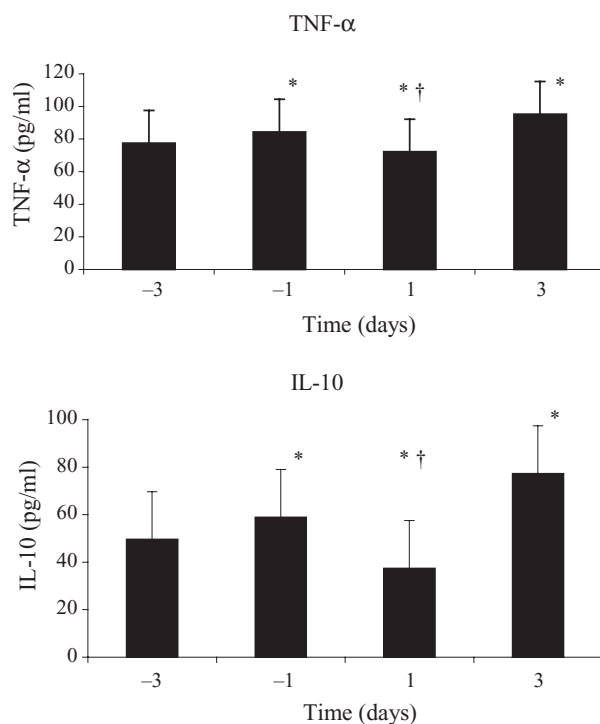 TNF-α
TNF-α (pg/ml)
120
100
80
60
40
20
0
* * † *
–3 –1 1 3
Time (days)
IL-10
IL-10 (pg/ml)
100
80
60
40
20
0
* * † *
–3 –1 1 3
Time (days)